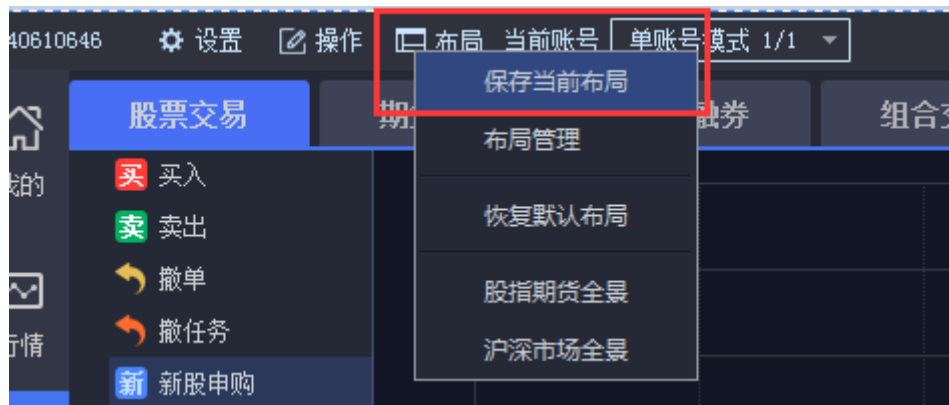 40610646 设置 操作 布局 当前账号 单账号模式 1/1
股票交易 期 融券 组合交
保存当前布局
布局管理
恢复默认布局
股指期货全景
沪深市场全景
我的
行情
买 买入
卖 卖出
撤单
撤任务
新 新股申购